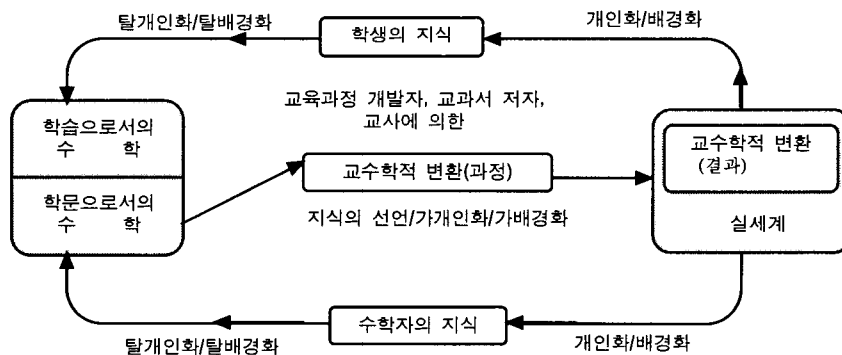 탈개인화/탈배경화
학생의 지식
개인화/배경화
교육과정 개발자, 교과서 저자,
교사에 의한
학습으로서의
수 학
학문으로서의
수 학
교수학적 변환(과정)
지식의 선언/가개인화/가배경화
교수학적 변환
(결과)
실세계
탈개인화/탈배경화
수학자의 지식
개인화/배경화